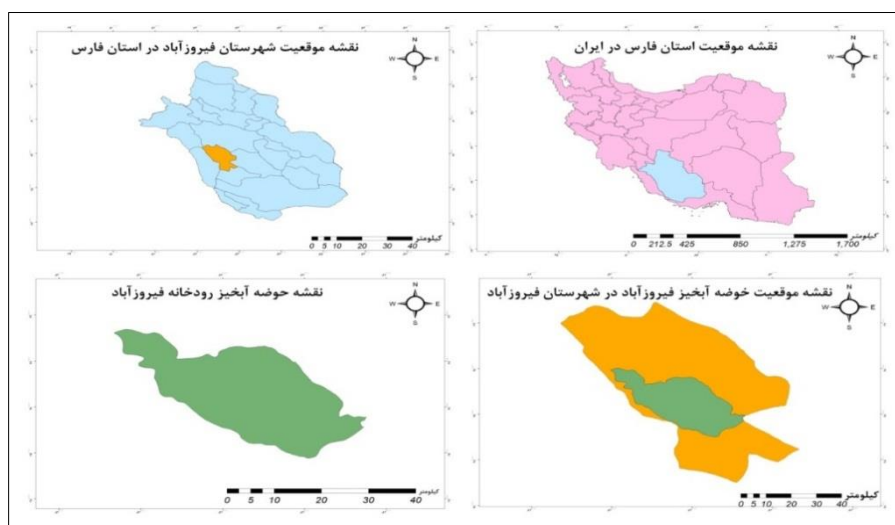 نقشه موقعیت استان فارس در ایران
N
W E
S
کیلومتر
0 212.5 425 850 1,275 1,700
نقشه موقعیت شهرستان فیروزآباد در استان فارس
N
W E
S
کیلومتر
0 5 10 20 30 40
نقشه موقعیت خوضه آبخیز فیروزآباد در شهرستان فیروزآباد
N
W E
S
کیلومتر
0 5 10 20 30 40
نقشه حوضه آبخیز رودخانه فیروزآباد
N
W E
S
کیلومتر
0 5 10 20 30 40